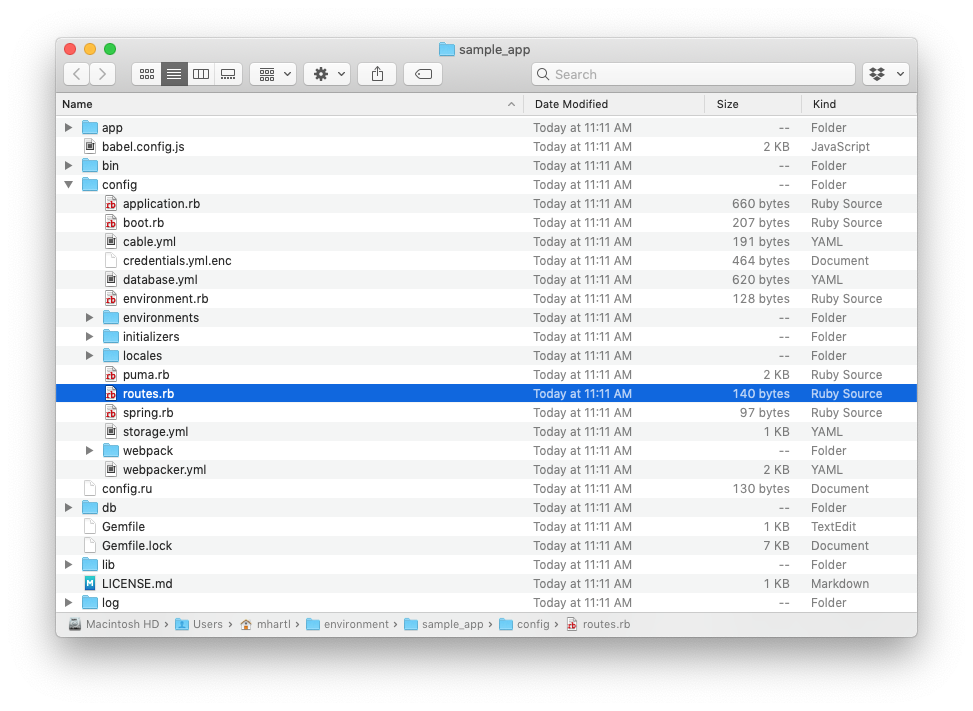 sample_app
Search
Name Date Modified Size Kind
app Today at 11:11 AM -- Folder
babel.config.js Today at 11:11 AM 2 KB JavaScript
bin Today at 11:11 AM -- Folder
config Today at 11:11 AM -- Folder
application.rb Today at 11:11 AM 660 bytes Ruby Source
boot.rb Today at 11:11 AM 207 bytes Ruby Source
cable.yml Today at 11:11 AM 191 bytes YAML
credentials.yml.enc Today at 11:11 AM 464 bytes Document
database.yml Today at 11:11 AM 620 bytes YAML
environment.rb Today at 11:11 AM 128 bytes Ruby Source
environments Today at 11:11 AM -- Folder
initializers Today at 11:11 AM -- Folder
locales Today at 11:11 AM -- Folder
puma.rb Today at 11:11 AM 2 KB Ruby Source
routes.rb Today at 11:11 AM 140 bytes Ruby Source
spring.rb Today at 11:11 AM 97 bytes Ruby Source
storage.yml Today at 11:11 AM 1 KB YAML
webpack Today at 11:11 AM -- Folder
webpacker.yml Today at 11:11 AM 2 KB YAML
config.ru Today at 11:11 AM 130 bytes Document
db Today at 11:11 AM -- Folder
Gemfile Today at 11:11 AM 1 KB TextEdit
Gemfile.lock Today at 11:11 AM 7 KB Document
lib Today at 11:11 AM -- Folder
LICENSE.md Today at 11:11 AM 1 KB Markdown
log Today at 11:11 AM -- Folder
Macintosh HD › Users › mhartl › environment › sample_app › config › routes.rb